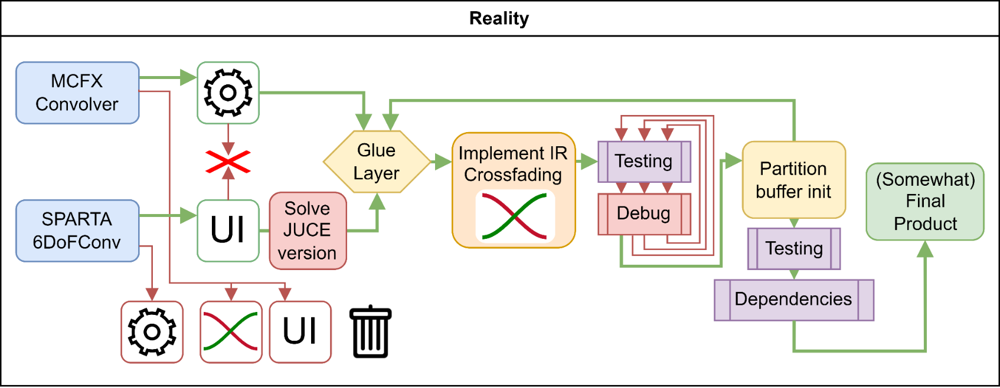 Reality
MCFX
Convolver
SPARTA
6DoFConv
UI
Solve
JUCE
version
Glue
Layer
Implement IR
Crossfading
Testing
Debug
Partition
buffer init
Testing
Dependencies
(Somewhat)
Final
Product
UI